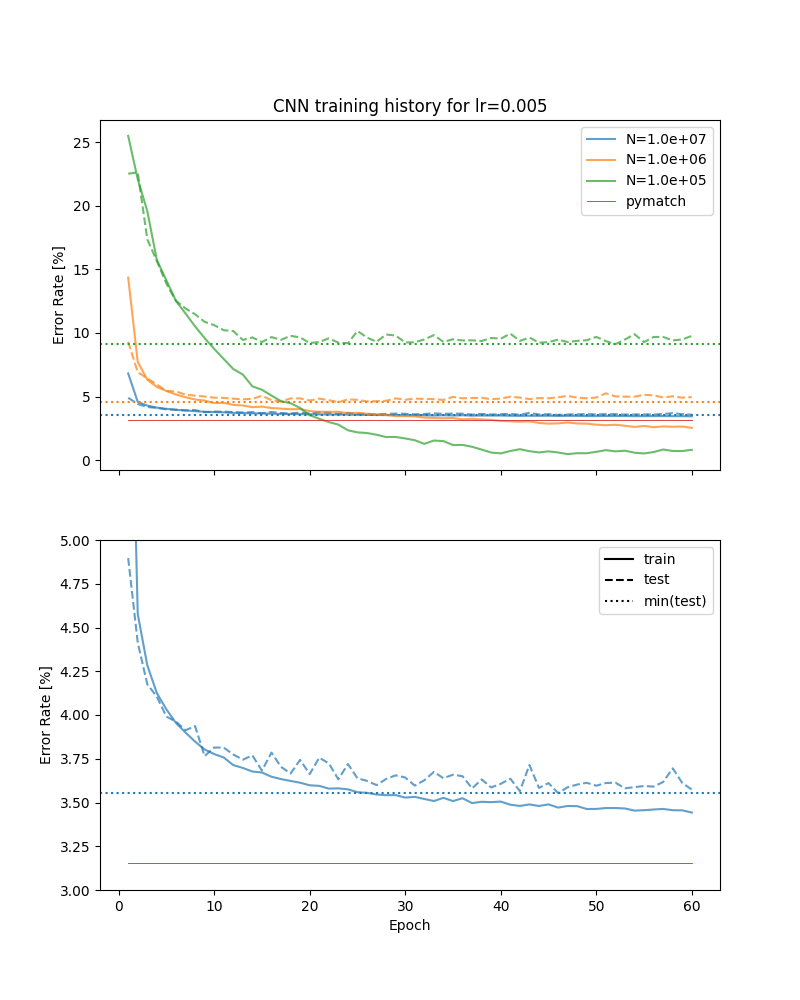 CNN training history for lr=0.005
Error Rate [%]
25
20
15
10
5
0
N=1.0e+07
N=1.0e+06
N=1.0e+05
pymatch
Error Rate [%]
5.00
4.75
4.50
4.25
4.00
3.75
3.50
3.25
3.00
train
test
min(test)
0 10 20 30 40 50 60
Epoch